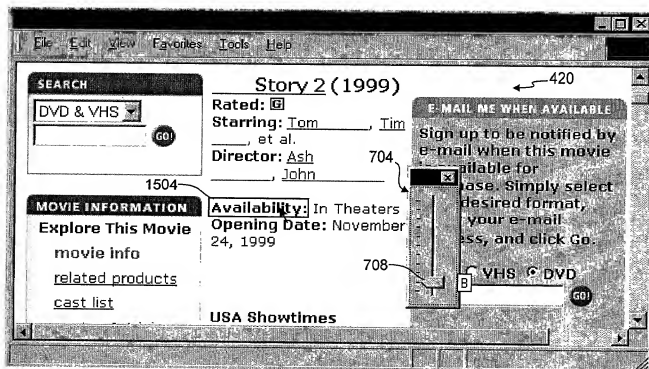 File Edit View Favorites Tools Help
SEARCH
DVD & VHS
GO!
MOVIE INFORMATION
Explore This Movie
movie info
related products
cast list
Story 2 (1999)
Rated: G
Starring: Tom , Tim
, et al.
Director: Ash
, John
1504
Availability: In Theaters
Opening Date: November
24, 1999
USA Showtimes
420
704
708
E-MAIL ME WHEN AVAILABLE
Sign up to be notified by
e-mail when this movie
available for
Simply select
desired format,
your e-mail
and click Go.
VHS DVD
B
GO!